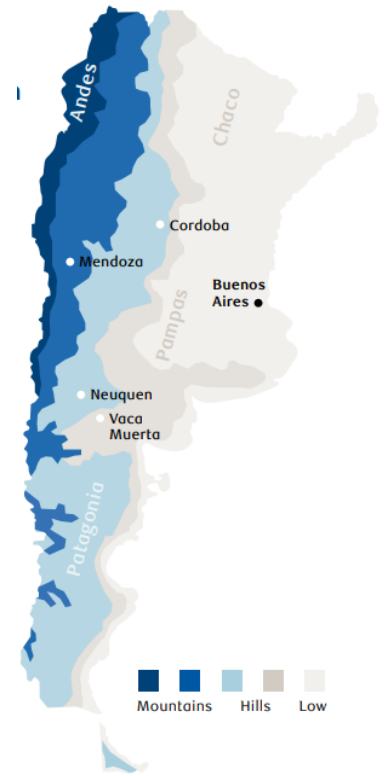 Andes
Chaco
Cordoba
Mendoza
Buenos
Aires
Pampas
Neuquen
Vaca
Muerta
Patagonia
Mountains Hills Low